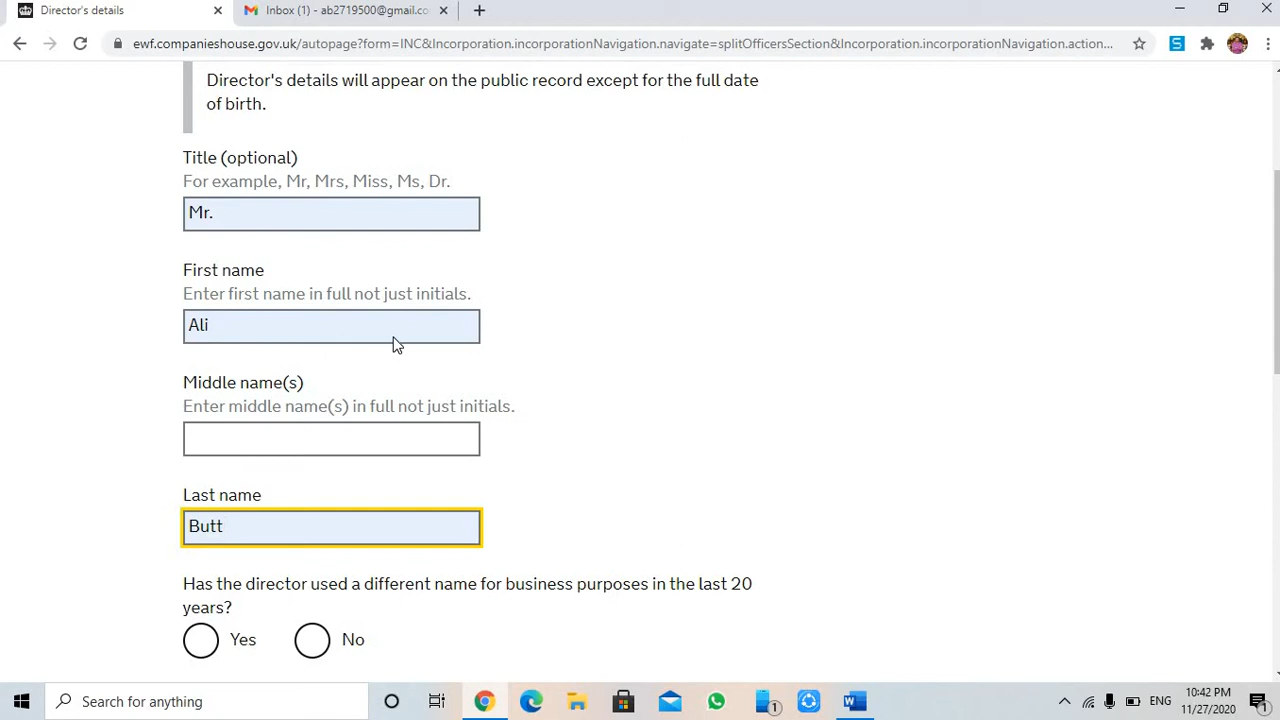 Director's details
Inbox (1) - ab2719500@gmail.co
ewf.companieshouse.gov.uk/autopage?form=INC&Incorporation.incorporationNavigation.navigate=splitOfficersSection&Incorporation.incorporationNavigation.action...
S
Director's details will appear on the public record except for the full date
of birth.
Title (optional)
For example, Mr, Mrs, Miss, Ms, Dr.
Mr.
First name
Enter first name in full not just initials.
Ali
Middle name(s)
Enter middle name(s) in full not just initials.
Last name
Butt
Has the director used a different name for business purposes in the last 20
years?
Yes No
Search for anything
1
W
ENG
10:42 PM
11/27/2020
1